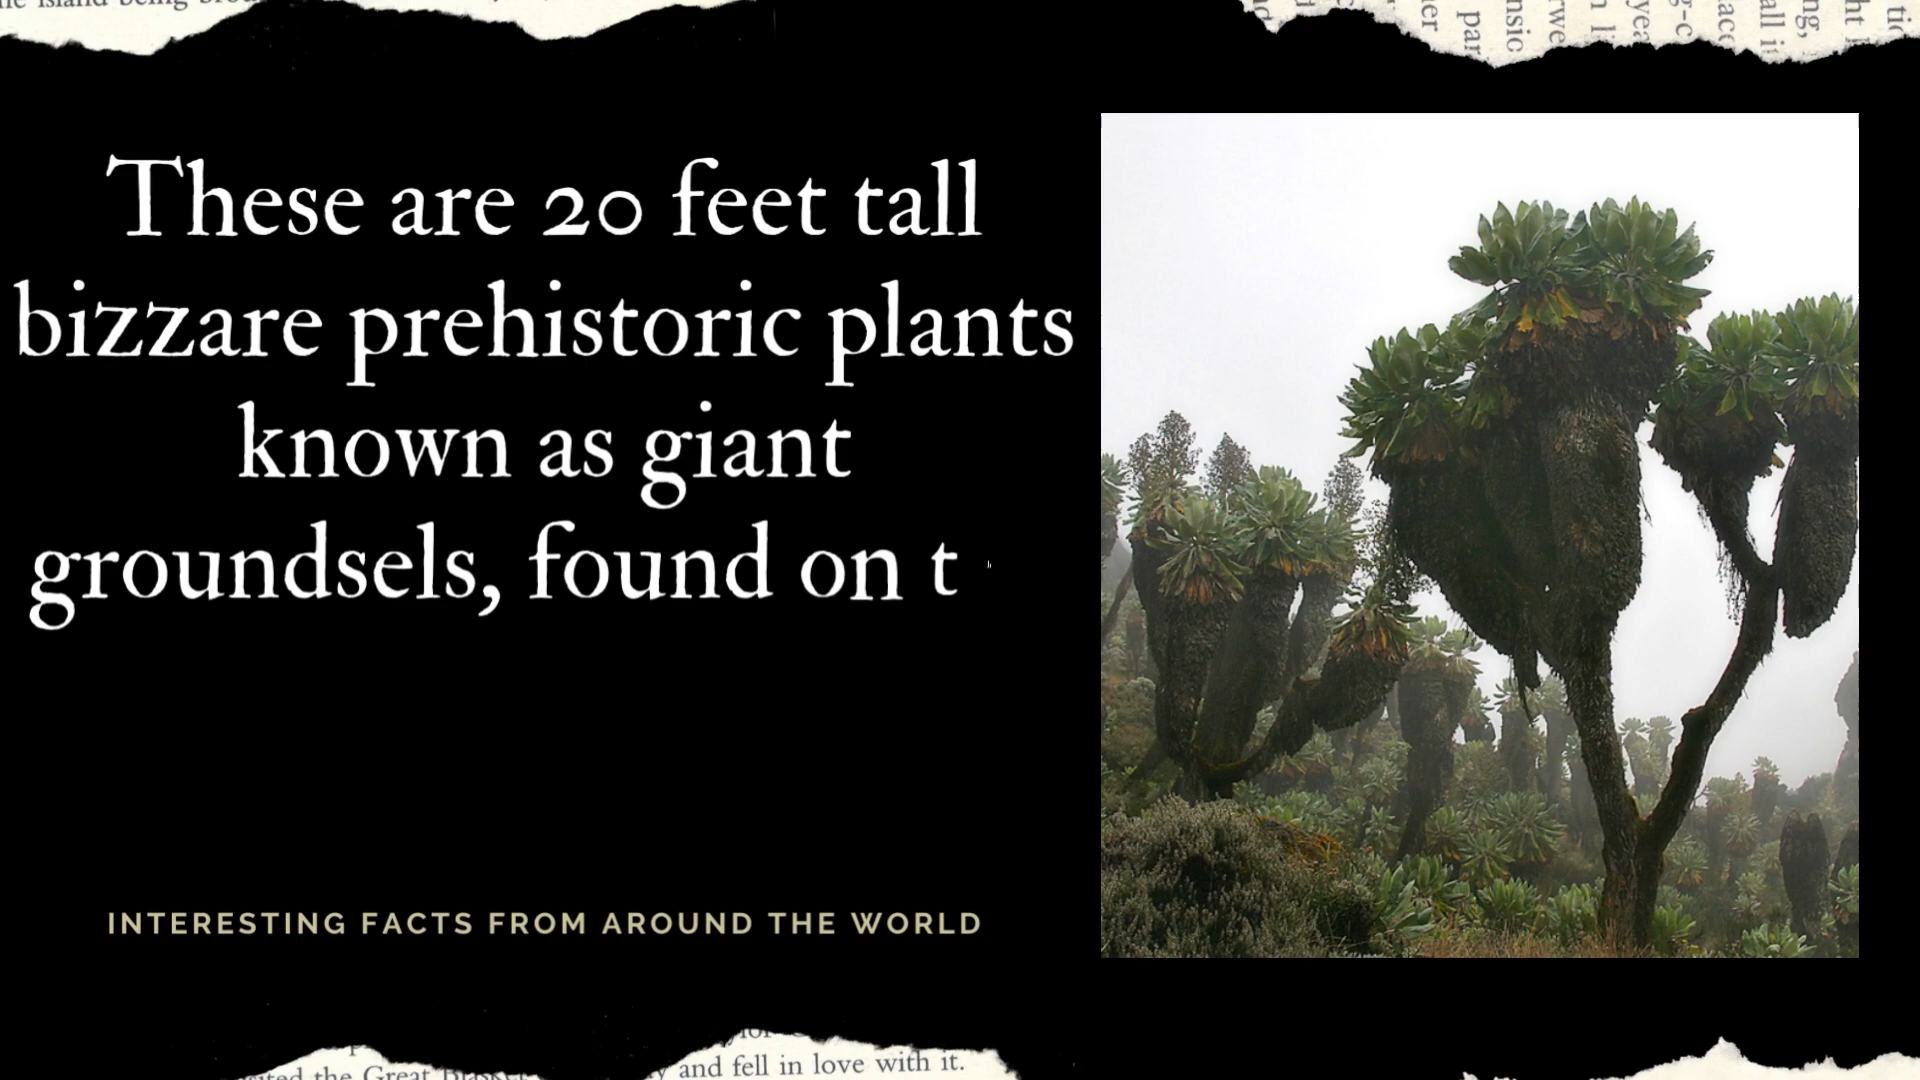 These are 20 feet tall
bizzare prehistoric plants
known as giant
groundsels, found on t
INTERESTING FACTS FROM AROUND THE WORLD
and fell in love with it.